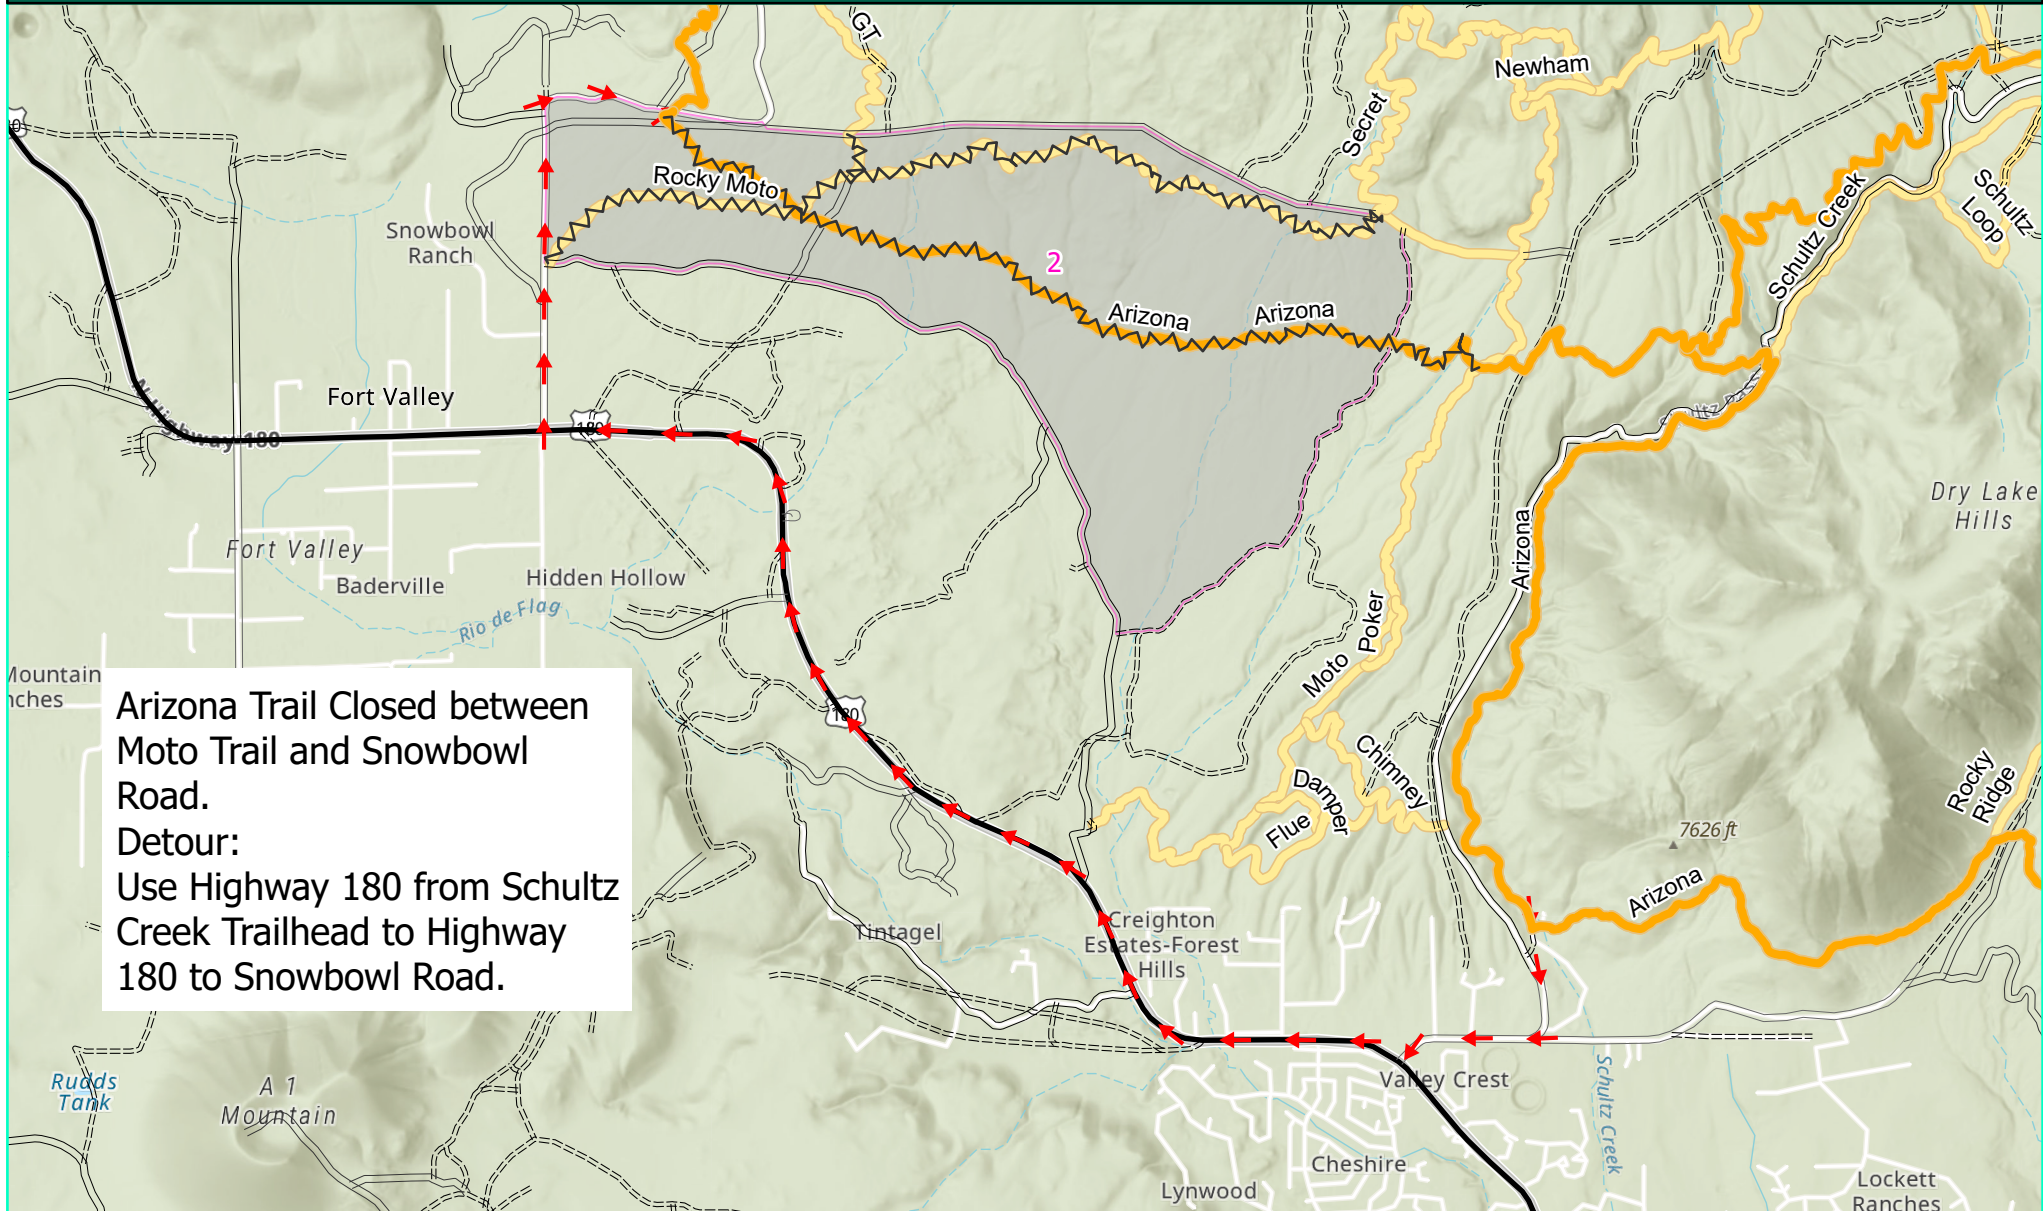 GT
Newham
Secret
Rocky Moto
Schultz
Loop
Schultz Creek
Snowbowl
Ranch
2
Arizona
Arizona
Fort Valley
N Highway 180
180
Dry Lake
Hills
Arizona
Fort Valley
Baderville
Hidden Hollow
Rio de Flag
Poker
Moto
180
Mountain
Chimney
Damper
Flue
Rocky
Ridge
7626 ft
Arizona
Arizona Trail Closed between
Moto Trail and Snowbowl
Road.
Detour:
Use Highway 180 from Schultz
Creek Trailhead to Highway
180 to Snowbowl Road.
Tintagel
Creighton
Estates-Forest
Hills
Rudds
Tank
A 1
Mountain
Valley Crest
Schultz Creek
Cheshire
Lynwood
Lockett
Ranches